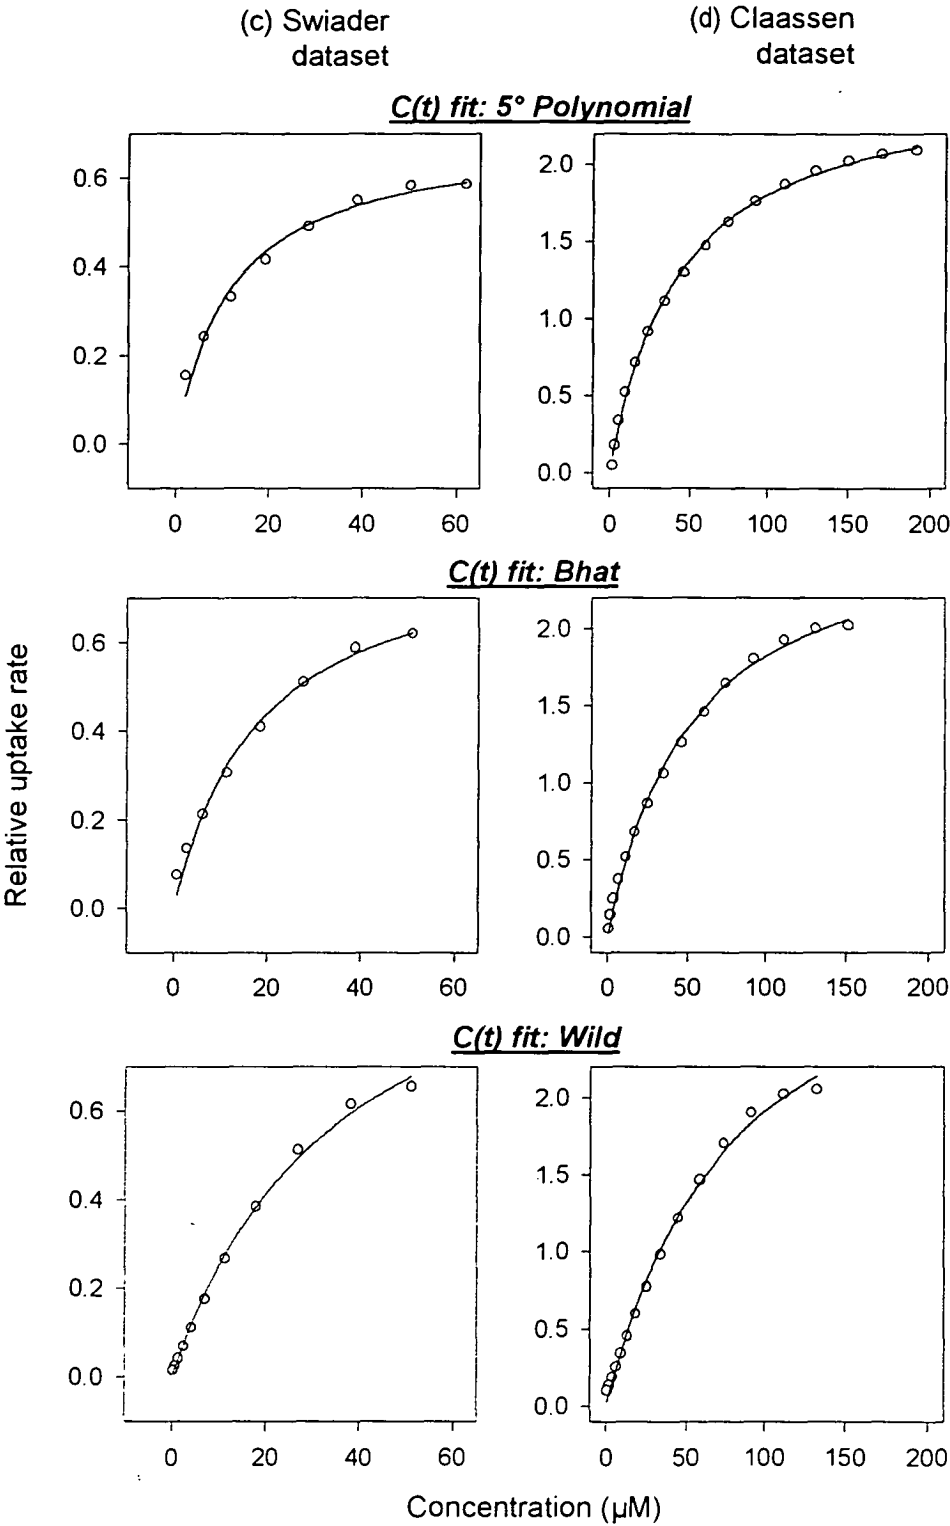 (c) Swiader
dataset
(d) Claassen
dataset
C(t) fit: 5° Polynomial
0.6
0.4
0.2
0.0
0 20 40 60
2.0
1.5
1.0
0.5
0.0
0 50 100 150 200
C(t) fit: Bhat
0.6
0.4
0.2
0.0
0 20 40 60
2.0
1.5
1.0
0.5
0.0
0 50 100 150 200
Relative uptake rate
C(t) fit: Wild
0.6
0.4
0.2
0.0
0 20 40 60
2.0
1.5
1.0
0.5
0.0
0 50 100 150 200
Concentration (µM)